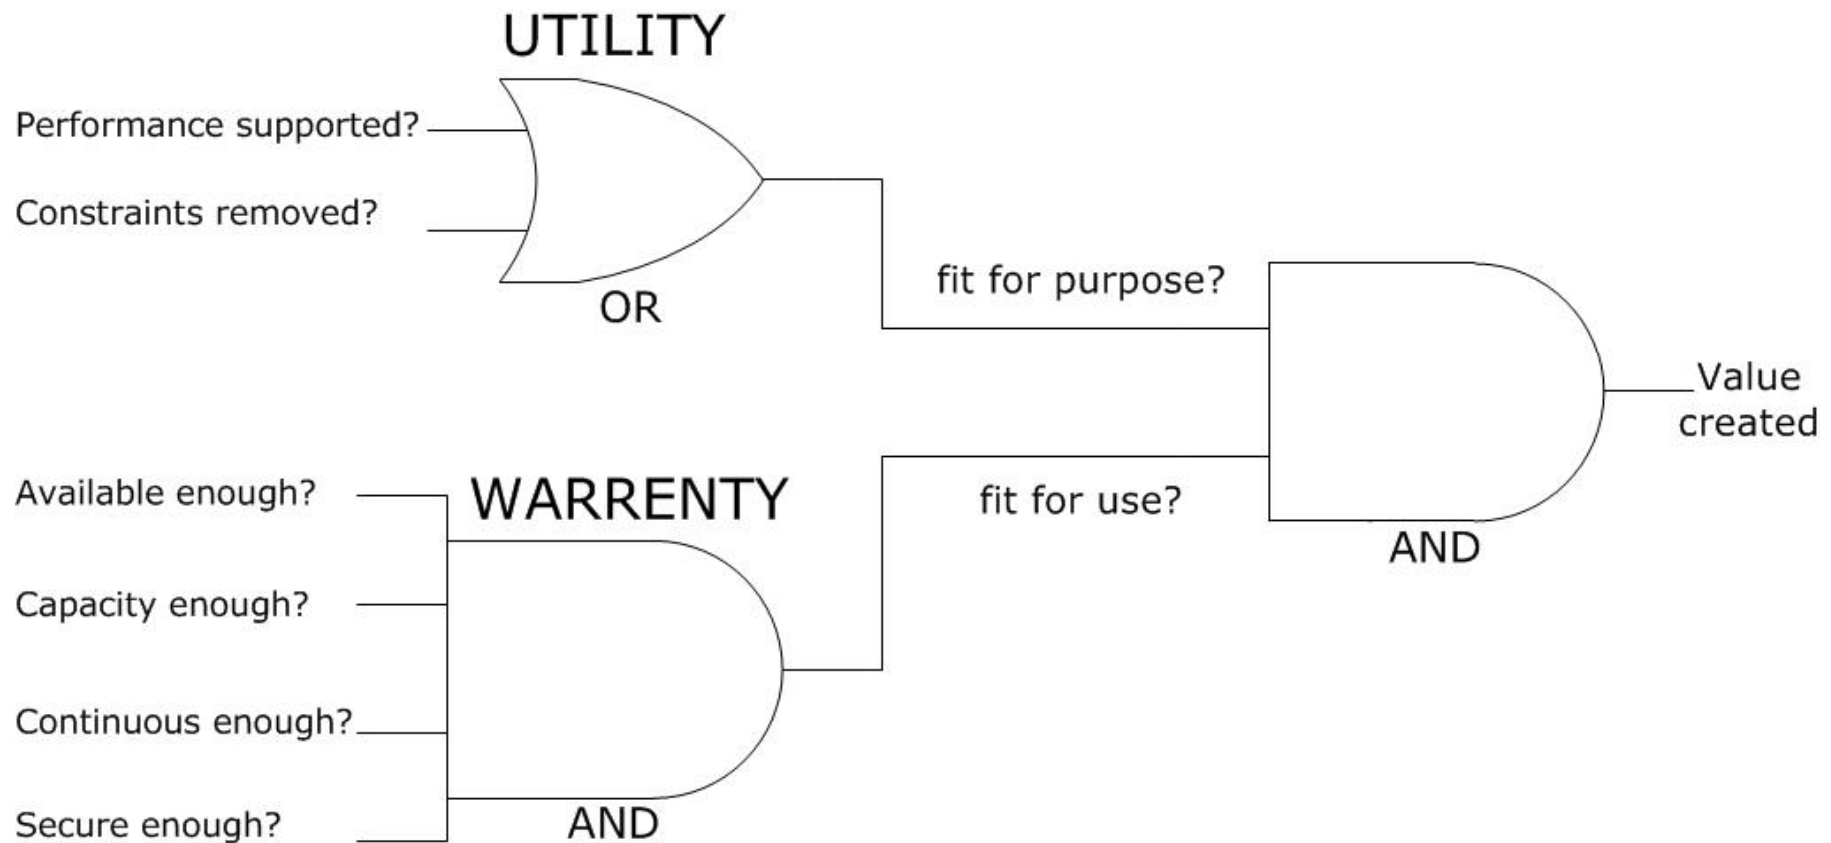 UTILITY
Performance supported?
Constraints removed?
OR
fit for purpose?
Value
created
Available enough?
WARRENTY
fit for use?
AND
Capacity enough?
Continuous enough?
Secure enough?
AND